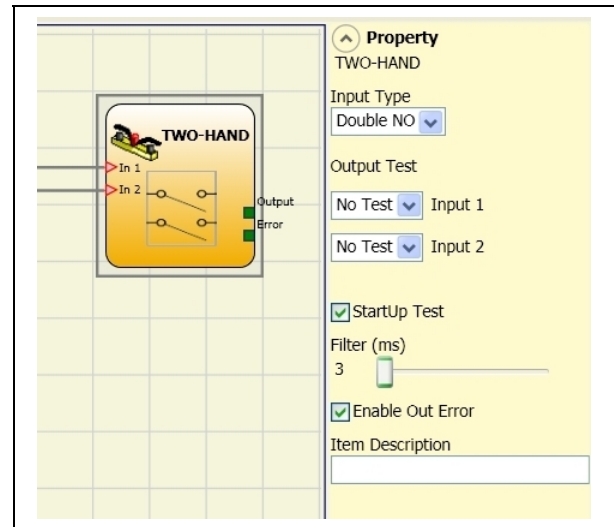 TWO-HAND
In 1
In 2
Output
Error
Property
TWO-HAND
Input Type
Double NO
Output Test
No Test Input 1
No Test Input 2
StartUp Test
Filter (ms)
3
Enable Out Error
Item Description